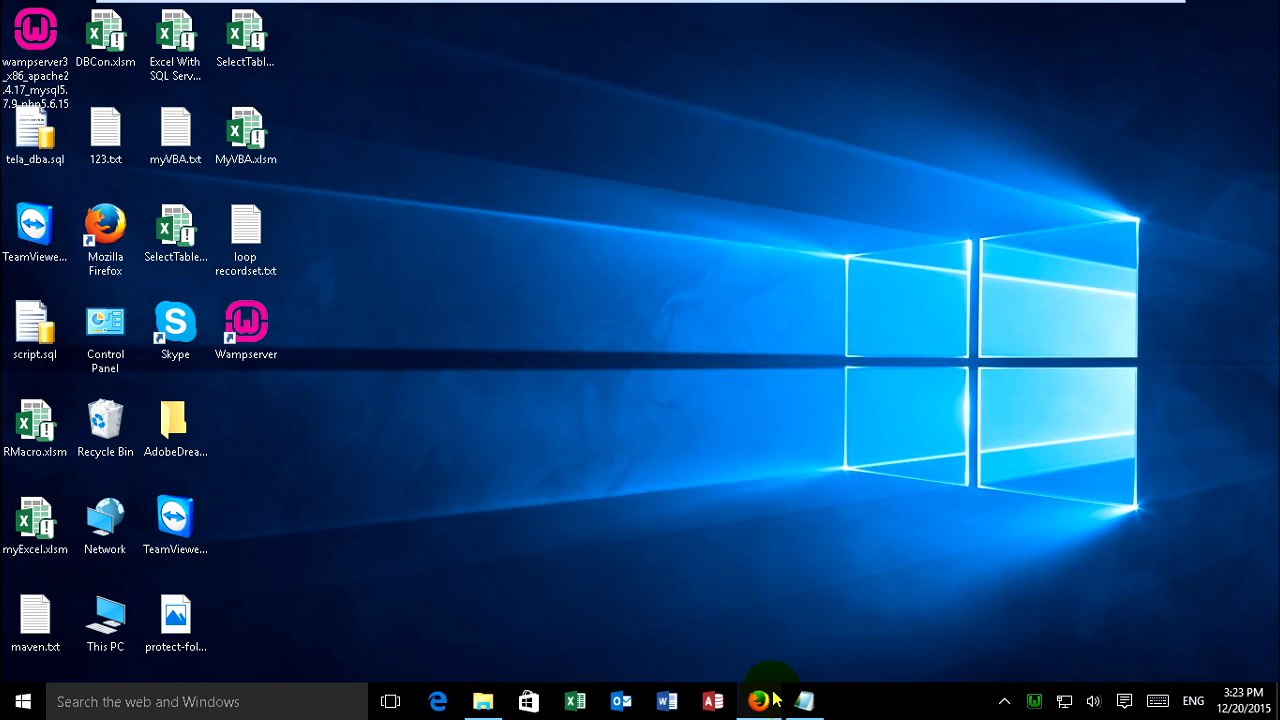 wampserver3
_x86_apache2
.4.17_mysql5.
7.9_php5.6.15
DBCon.xlsm
Excel With
SQL Serv...
SelectTabl...
tela_dba.sql
123.txt
myVBA.txt
MyVBA.xlsm
TeamViewe...
Mozilla
Firefox
SelectTable...
loop
recordset.txt
script.sql
Control
Panel
Skype
Wampserver
RMacro.xlsm
Recycle Bin
AdobeDrea...
myExcel.xlsm
Network
TeamViewe...
maven.txt
This PC
protect-fol...
Search the web and Windows
ENG
3:23 PM
12/20/2015